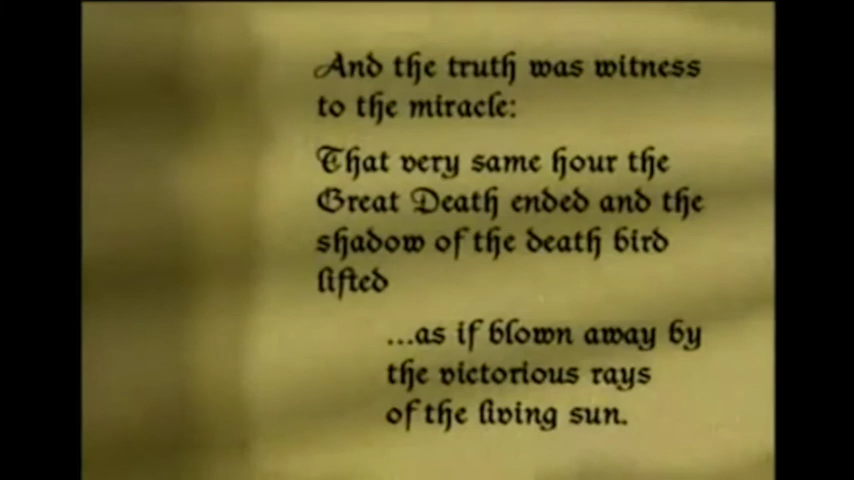 And the truth was witness
to the miracle:
That very same hour the
Great Death ended and the
shadow of the death bird
lifted
...as if blown away by
the victorious rays
of the living sun.